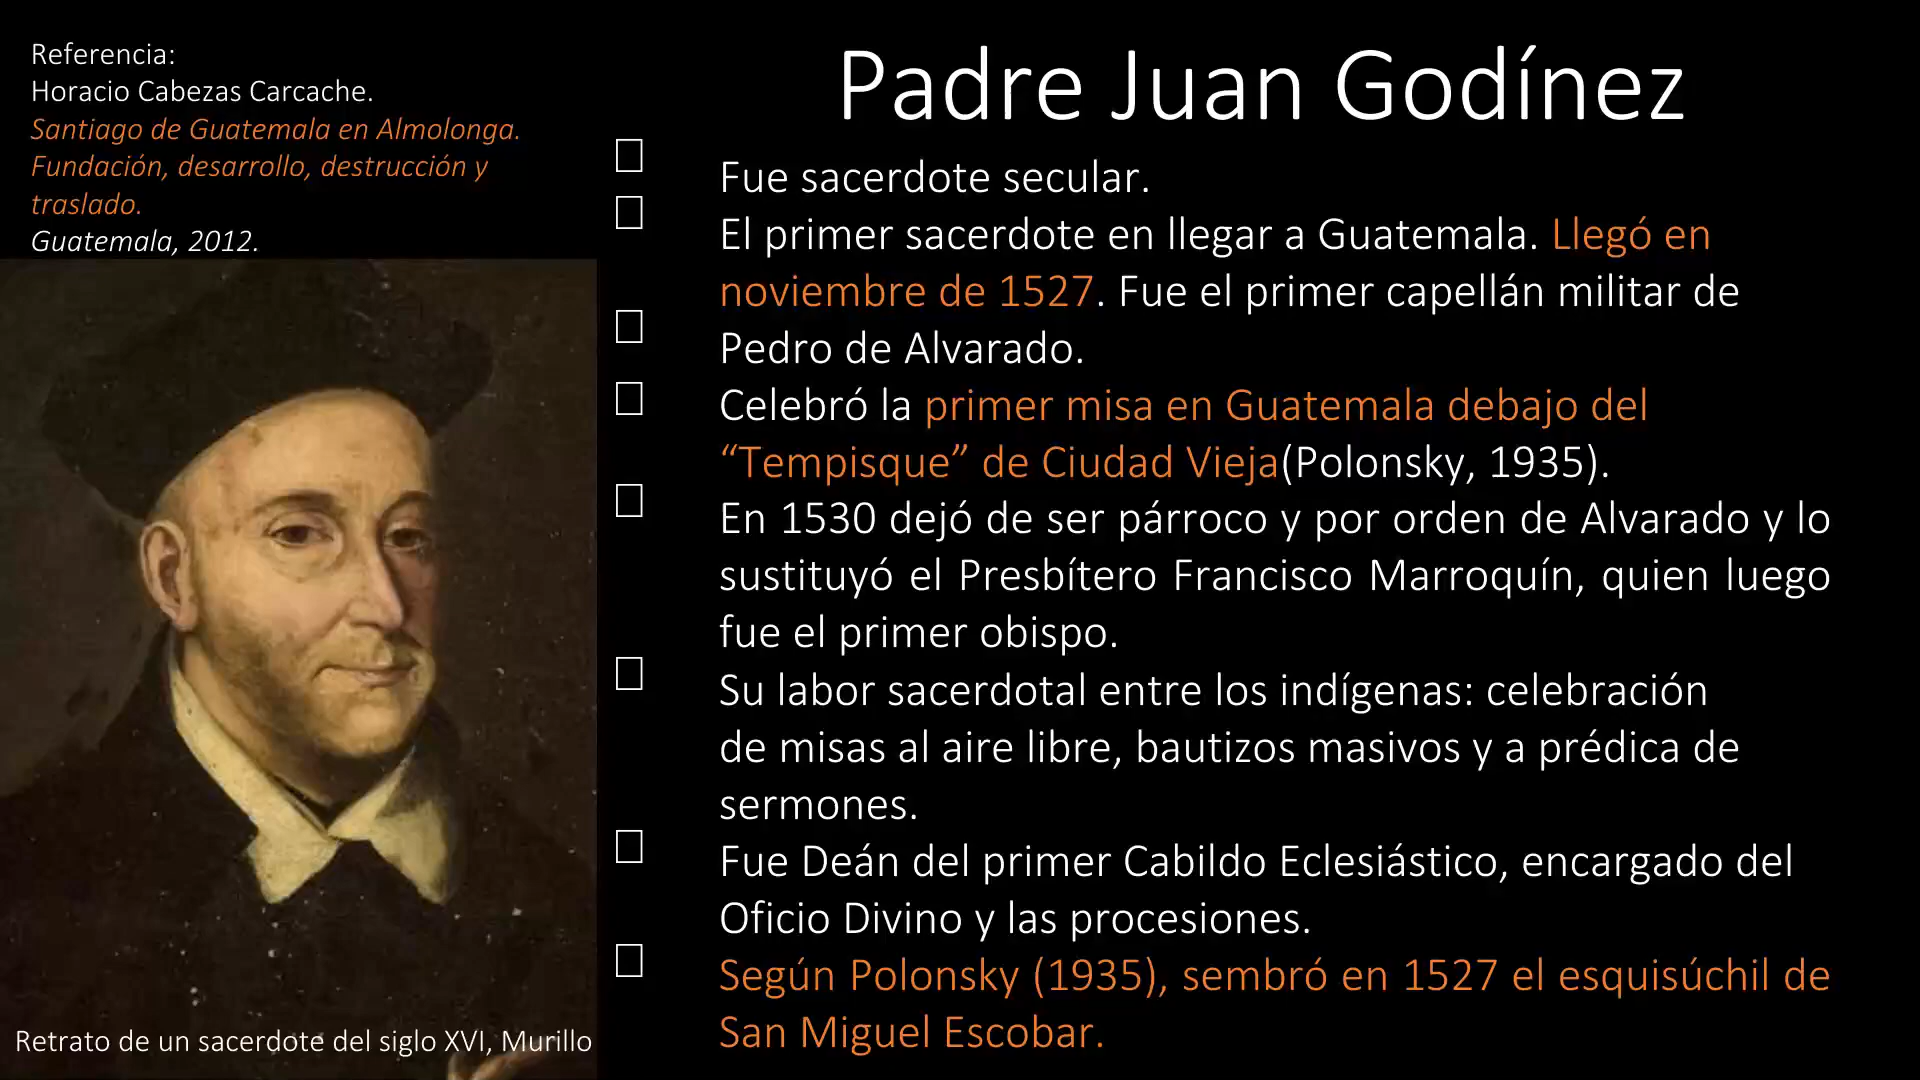 Referencia:
Horacio Cabezas Carcache.
Santiago de Guatemala en Almolonga.
Fundación, desarrollo, destrucción y
traslado.
Guatemala, 2012.
Retrato de un sacerdote del siglo XVI, Murillo
Padre Juan Godínez
Fue sacerdote secular.
El primer sacerdote en llegar a Guatemala. Llegó en
noviembre de 1527. Fue el primer capellán militar de
Pedro de Alvarado.
Celebró la primer misa en Guatemala debajo del
“Tempisque” de Ciudad Vieja(Polonsky, 1935).
En 1530 dejó de ser párroco y por orden de Alvarado y lo
sustituyó el Presbítero Francisco Marroquín, quien luego
fue el primer obispo.
Su labor sacerdotal entre los indígenas: celebración
de misas al aire libre, bautizos masivos y a prédica de
sermones.
Fue Deán del primer Cabildo Eclesiástico, encargado del
Oficio Divino y las procesiones.
Según Polonsky (1935), sembró en 1527 el esquisúchil de
San Miguel Escobar.